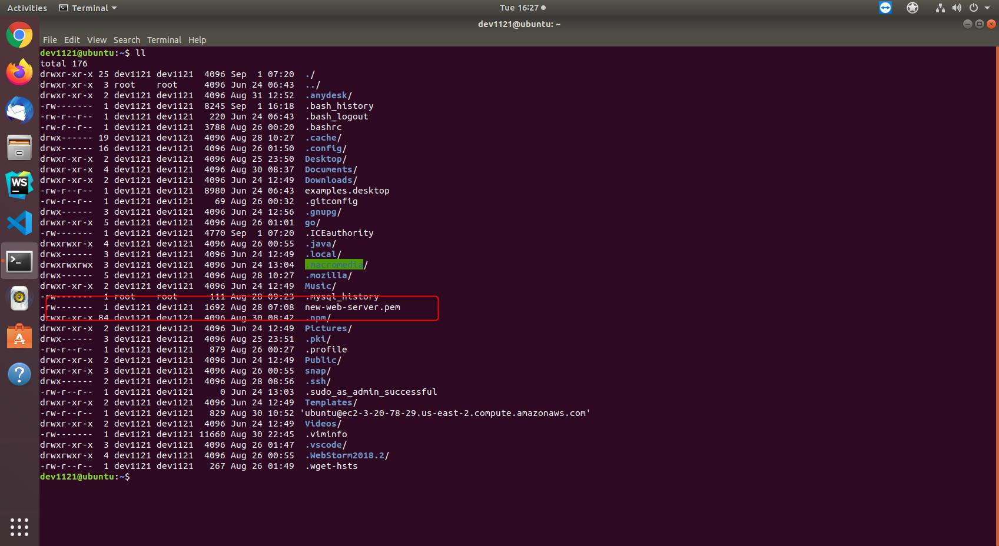 Activities Terminal Tue 16:27
dev1121@ubuntu: ~
File Edit View Search Terminal Help
dev1121@ubuntu:~$ ll
total 176
drwxr-xr-x 25 dev1121 dev1121  4096 Sep  1 07:20  ./
drwxr-xr-x  3 root    root     4096 Jun 24 06:43  ../
drwxr-xr-x  2 dev1121 dev1121  4096 Aug 31 12:52  .anydesk/
-rw-------  1 dev1121 dev1121  8245 Sep  1 16:18  .bash_history
-rw-r--r--  1 dev1121 dev1121   220 Jun 24 06:43  .bash_logout
-rw-r--r--  1 dev1121 dev1121  3788 Aug 26 00:20  .bashrc
drwx------ 19 dev1121 dev1121  4096 Aug 28 10:27  .cache/
drwx------ 16 dev1121 dev1121  4096 Aug 26 01:50  .config/
drwxr-xr-x  2 dev1121 dev1121  4096 Aug 25 23:50  Desktop/
drwxr-xr-x  4 dev1121 dev1121  4096 Aug 30 08:37  Documents/
drwxr-xr-x  2 dev1121 dev1121  4096 Jun 24 12:49  Downloads/
-rw-r--r--  1 dev1121 dev1121  8980 Jun 24 06:43  examples.desktop
-rw-r--r--  1 dev1121 dev1121    69 Aug 26 00:32  .gitconfig
drwx------  3 dev1121 dev1121  4096 Jun 24 12:56  .gnupg/
drwxr-xr-x  5 dev1121 dev1121  4096 Aug 26 01:01  go/
-rw-------  1 dev1121 dev1121  4770 Sep  1 07:20  .ICEauthority
drwxrwxr-x  4 dev1121 dev1121  4096 Aug 26 00:55  .java/
drwx------  3 dev1121 dev1121  4096 Jun 24 12:49  .local/
drwxrwxrwx  3 dev1121 dev1121  4096 Jun 24 13:04  .macromedia/
drwx------  5 dev1121 dev1121  4096 Aug 28 10:27  .mozilla/
drwxr-xr-x  2 dev1121 dev1121  4096 Jun 24 12:49  Music/
-rw-------  1 root    root      111 Aug 28 09:23  .mysql_history
-rw-------  1 dev1121 dev1121  1692 Aug 28 07:08  new-web-server.pem
drwxr-xr-x 84 dev1121 dev1121  4096 Aug 30 08:42  .npm/
drwxr-xr-x  2 dev1121 dev1121  4096 Jun 24 12:49  Pictures/
drwx------  3 dev1121 dev1121  4096 Aug 25 23:51  .pki/
-rw-r--r--  1 dev1121 dev1121   879 Aug 26 00:27  .profile
drwxr-xr-x  2 dev1121 dev1121  4096 Jun 24 12:49  Public/
drwxr-xr-x  3 dev1121 dev1121  4096 Aug 26 00:55  snap/
drwx------  2 dev1121 dev1121  4096 Aug 28 08:56  .ssh/
-rw-r--r--  1 dev1121 dev1121     0 Jun 24 13:03  .sudo_as_admin_successful
drwxr-xr-x  2 dev1121 dev1121  4096 Jun 24 12:49  Templates/
-rw-r--r--  1 dev1121 dev1121   829 Aug 30 10:52 'ubuntu@ec2-3-20-78-29.us-east-2.compute.amazonaws.com'
drwxr-xr-x  2 dev1121 dev1121  4096 Jun 24 12:49  Videos/
-rw-------  1 dev1121 dev1121 11660 Aug 30 22:45  .viminfo
drwxr-xr-x  3 dev1121 dev1121  4096 Aug 26 01:47  .vscode/
drwxrwxr-x  4 dev1121 dev1121  4096 Aug 26 00:55  .WebStorm2018.2/
-rw-r--r--  1 dev1121 dev1121   267 Aug 26 01:49  .wget-hsts
dev1121@ubuntu:~$
WS